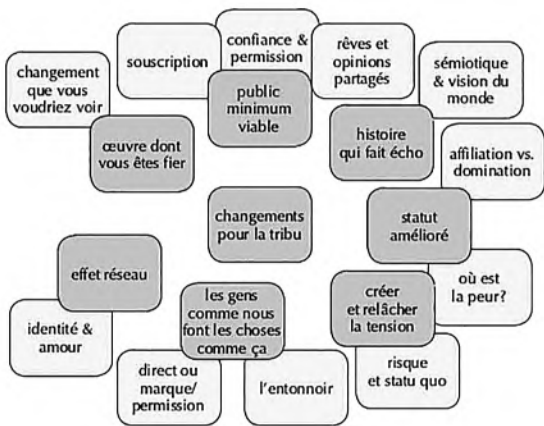 confiance &
permission
souscription
rêves et
opinions
partagés
changement
que vous
voudriez voir
sémiotique
& vision du
monde
public
minimum
viable
œuvre dont
vous êtes fier
histoire
qui fait écho
affiliation vs.
domination
changements
pour la tribu
statut
amélioré
effet réseau
où est
la peur?
les gens
comme nous
font les choses
comme ça
créer
et relâcher
la tension
identité &
amour
direct ou
marque/
permission
l'entonnoir
risque
et statu quo